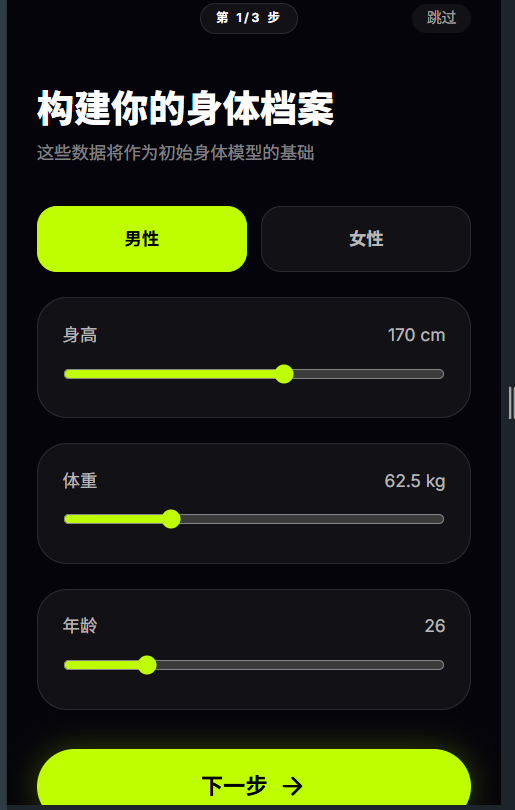 第 1/3 步
跳过
构建你的身体档案
这些数据将作为初始身体模型的基础
男性
女性
身高
170 cm
体重
62.5 kg
年龄
26
下一步 →